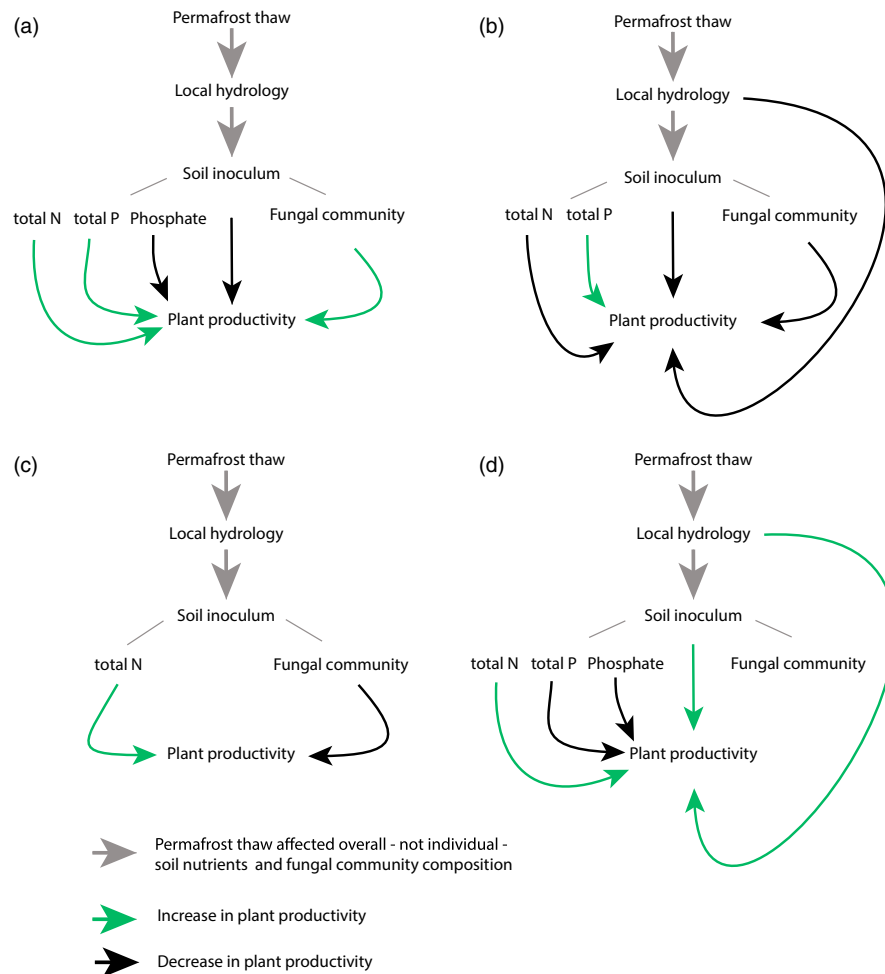 (a)
Permafrost thaw
Local hydrology
Soil inoculum
total N total P Phosphate Fungal community
Plant productivity
(b)
Permafrost thaw
Local hydrology
Soil inoculum
total N total P Fungal community
Plant productivity
(c)
Permafrost thaw
Local hydrology
Soil inoculum
total N Fungal community
Plant productivity
(d)
Permafrost thaw
Local hydrology
Soil inoculum
total N total P Phosphate Fungal community
Plant productivity
Permafrost thaw affected overall - not individual -
soil nutrients and fungal community composition
Increase in plant productivity
Decrease in plant productivity